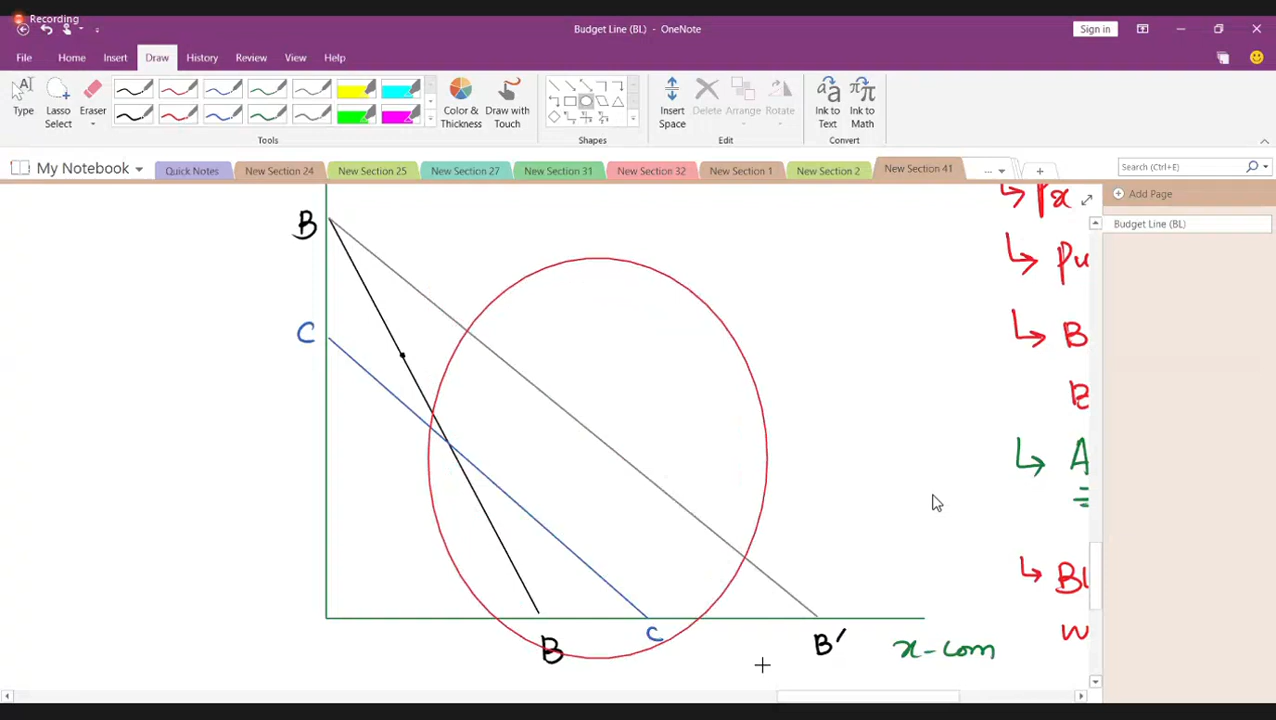 Recording
Budget Line (BL) - OneNote
Sign in
File Home Insert Draw History Review View Help
Type
Lasso Select
Eraser
Color & Thickness
Draw with Touch
Insert Space
Delete
Arrange
Rotate
Ink to Text
Ink to Math
Tools
Shapes
Edit
Convert
My Notebook
Quick Notes
New Section 24
New Section 25
New Section 27
New Section 31
New Section 32
New Section 1
New Section 2
New Section 41
...
Search (Ctrl+E)
Add Page
Budget Line (BL)
Px
B
Pu
C
B
E
A
=
Bl
B
C
B'
x-com
w